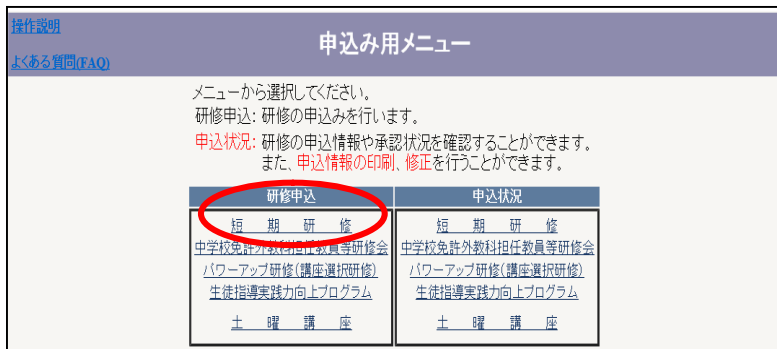 操作説明
よくある質問(FAQ)
申込み用メニュー
メニューから選択してください。
研修申込: 研修の申込みを行います。
申込状況: 研修の申込情報や承認状況を確認することができます。
また、申込情報の印刷、修正を行うことができます。
研修申込
短期研修
中学校免許外教科担任教員等研修会
パワーアップ研修(講座選択研修)
生徒指導実践力向上プログラム
土曜講座
申込状況
短期研修
中学校免許外教科担任教員等研修会
パワーアップ研修(講座選択研修)
生徒指導実践力向上プログラム
土曜講座